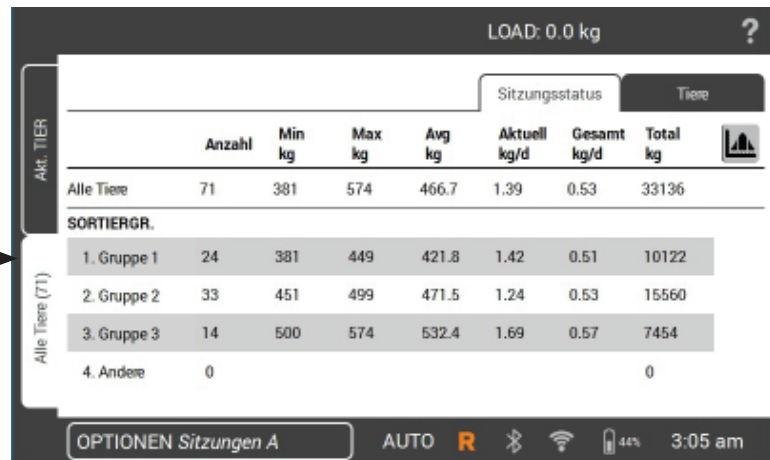 LOAD: 0.0 kg ?
Akt. TIER
Alle Tiere (71)
Sitzungsstatus Tiere
Anzahl Min kg Max kg Avg kg Aktuell kg/d Gesamt kg/d Total kg
Alle Tiere 71 381 574 466.7 1.39 0.53 33136
SORTIERGR.
1. Gruppe 1 24 381 449 421.8 1.42 0.51 10122
2. Gruppe 2 33 451 499 471.5 1.24 0.53 15560
3. Gruppe 3 14 500 574 532.4 1.69 0.57 7454
4. Andere 0 0
OPTIONEN Sitzungen A AUTO R 44% 3:05 am